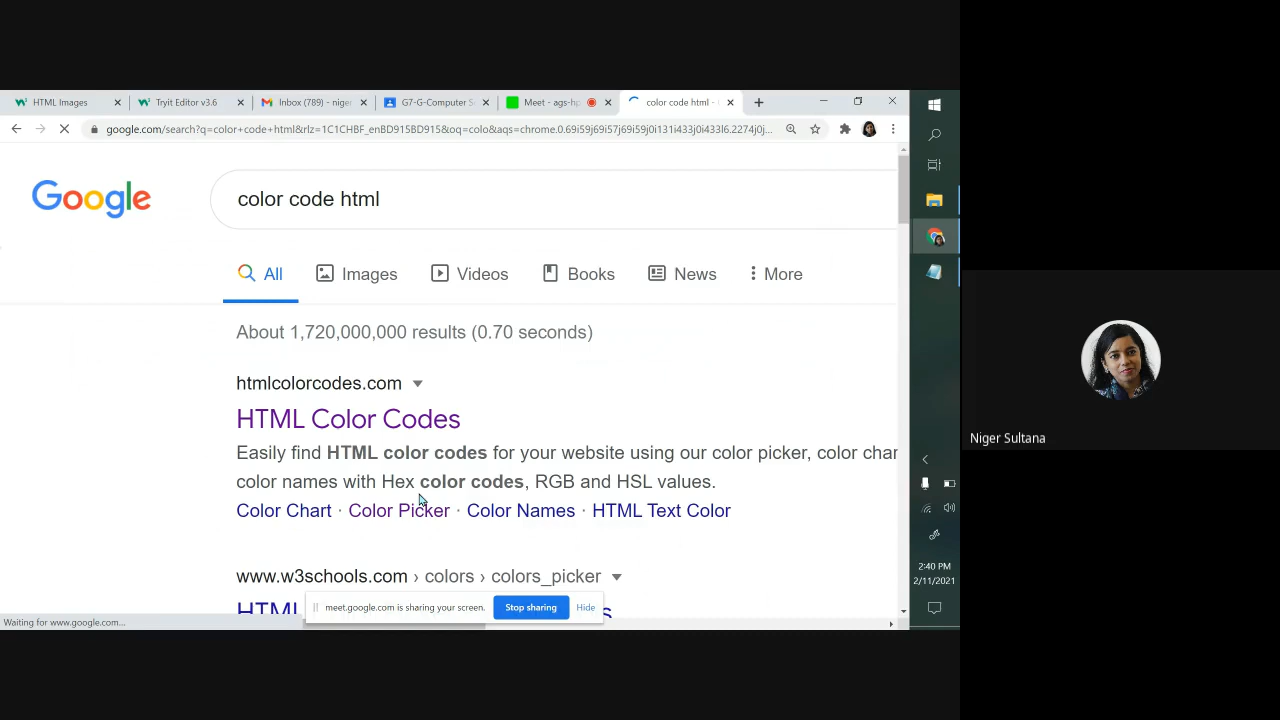 HTML Images
Tryit Editor v3.6
Inbox (789) - niger
G7-G-Computer S
Meet - ags-hp
color code html -
google.com/search?q=color+code+html&rlz=1C1CHBF_enBD915BD915&oq=colo&aqs=chrome.0.69i59j69i57j69i59j0i131i433j0i433l6.2274j0j...
Google
color code html
All
Images
Videos
Books
News
More
About 1,720,000,000 results (0.70 seconds)
htmlcolorcodes.com
HTML Color Codes
Easily find HTML color codes for your website using our color picker, color char
color names with Hex color codes, RGB and HSL values.
Color Chart · Color Picker · Color Names · HTML Text Color
www.w3schools.com › colors › colors_picker
HTML
meet.google.com is sharing your screen.
Stop sharing
Hide
Waiting for www.google.com...
2:40 PM
2/11/2021
Niger Sultana